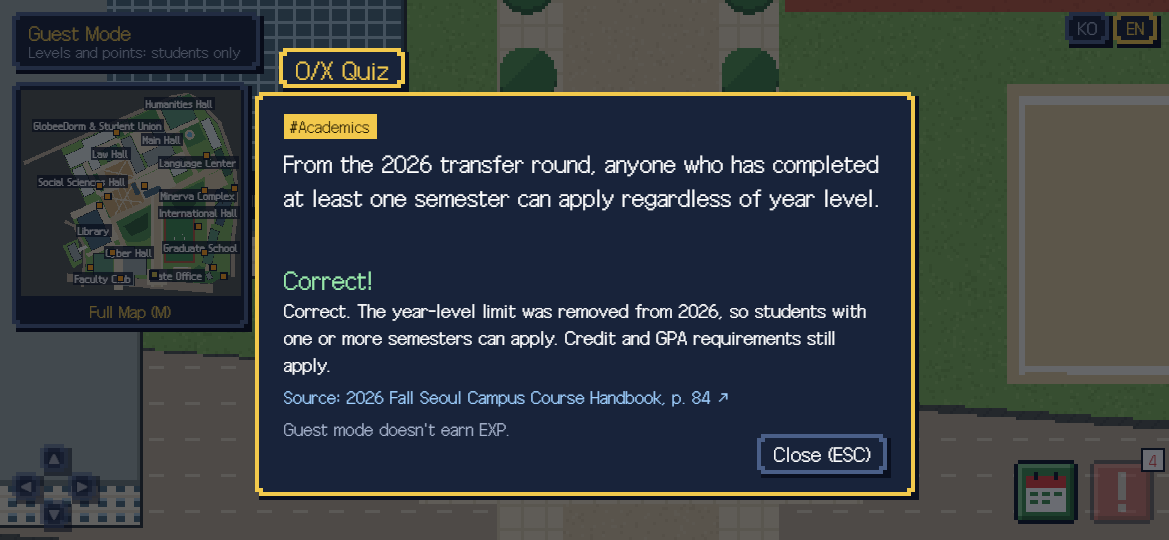 Guest Mode
Levels and points: students only
KO
EN
O/X Quiz
#Academics
From the 2026 transfer round, anyone who has completed
at least one semester can apply regardless of year level.
Correct!
Correct. The year-level limit was removed from 2026, so students with
one or more semesters can apply. Credit and GPA requirements still
apply.
Source: 2026 Fall Seoul Campus Course Handbook, p. 84 ↗
Guest mode doesn't earn EXP.
Close (ESC)
Humanities Hall
GlobeeDorm & Student Union
Main Hall
Law Hall
Language Center
Social Science Hall
Minerva Complex
International Hall
Library
Hall
Graduate School
Faculty
Office
Full Map (M)
4